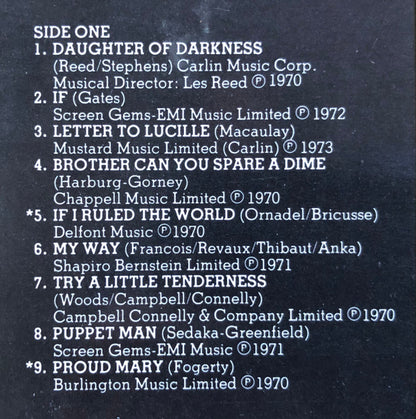 SIDE ONE
1. DAUGHTER OF DARKNESS
(Reed/Stephens) Carlin Music Corp.
Musical Director: Les Reed ℗ 1970
2. IF (Gates)
Screen Gems-EMI Music Limited ℗ 1972
3. LETTER TO LUCILLE (Macaulay)
Mustard Music Limited (Carlin) ℗ 1973
4. BROTHER CAN YOU SPARE A DIME
(Harburg-Gorney)
Chappell Music Limited ℗ 1970
*5. IF I RULED THE WORLD (Ornadel/Bricusse)
Delfont Music ℗ 1970
6. MY WAY (Francois/Revaux/Thibaut/Anka)
Shapiro Bernstein Limited ℗ 1971
7. TRY A LITTLE TENDERNESS
(Woods/Campbell/Connelly)
Campbell Connelly & Company Limited ℗ 1970
8. PUPPET MAN (Sedaka-Greenfield)
Screen Gems-EMI Music ℗ 1971
*9. PROUD MARY (Fogerty)
Burlington Music Limited ℗ 1970